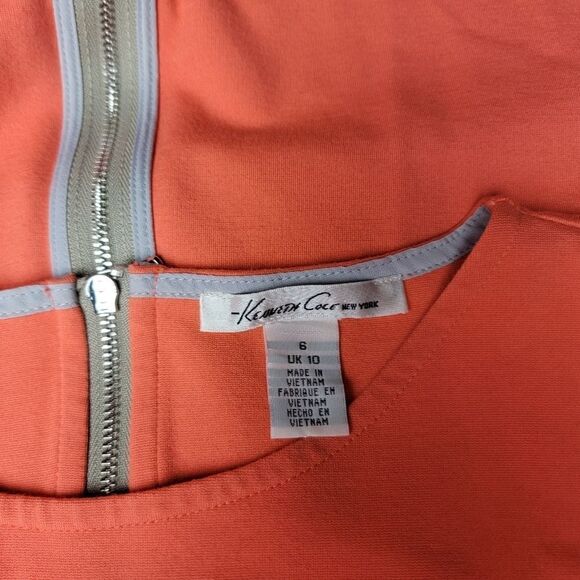 Kenneth Cole NEW YORK
6
UK 10
MADE IN
VIETNAM
FABRIQUE EN
VIETNAM
HECHO EN
VIETNAM